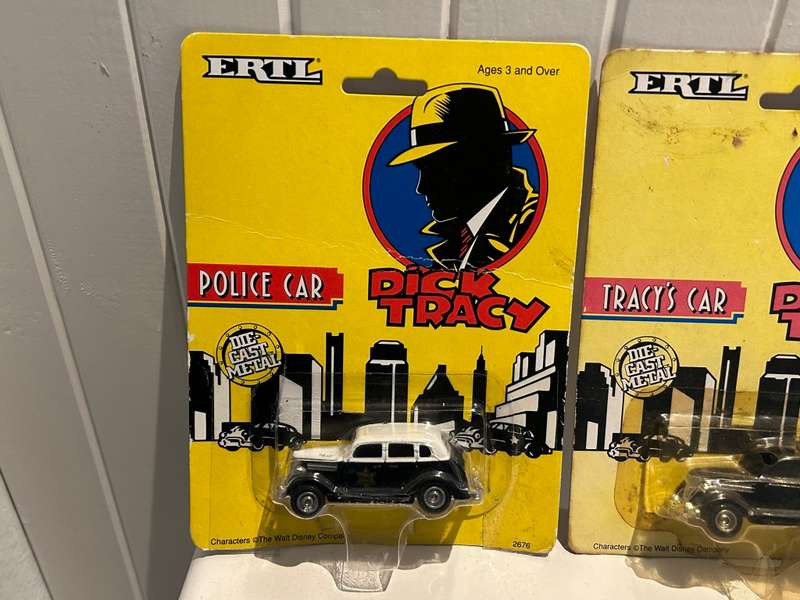 ERTL
Ages 3 and Over
POLICE CAR
DICK
TRACY
DIE-
CAST
METAL
Characters ©The Walt Disney Compa
2676
ERTL
TRACY'S CAR
DIE-
CAST
METAL
Characters ©The Walt Disney Company